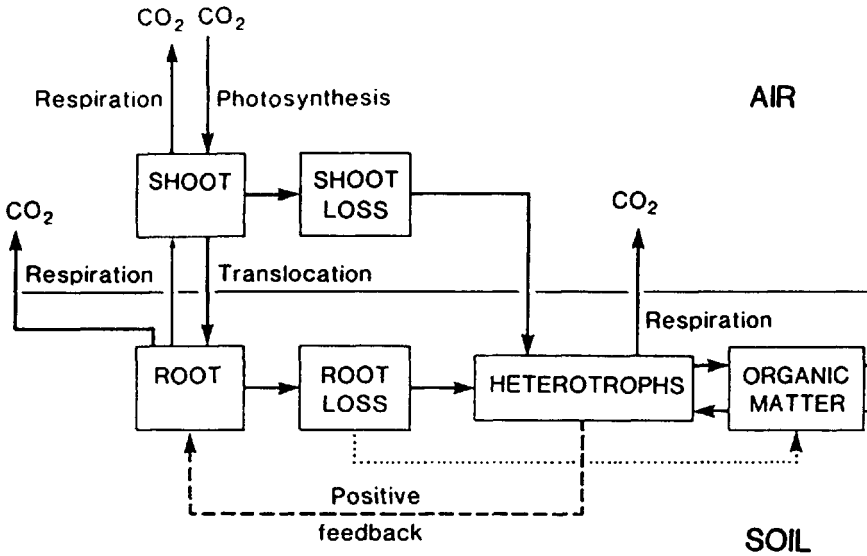 CO₂ CO₂
Respiration Photosynthesis
AIR
SHOOT
SHOOT
LOSS
CO₂
CO₂
Respiration Translocation
Respiration
ROOT
ROOT
LOSS
HETEROTROPHS
ORGANIC
MATTER
Positive
feedback
SOIL